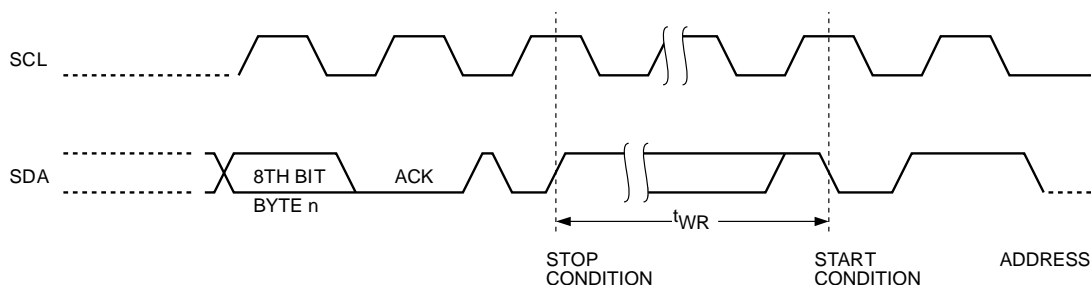 SCL
SDA
8TH BIT
ACK
BYTE n
tWR
STOP
CONDITION
START
CONDITION
ADDRESS